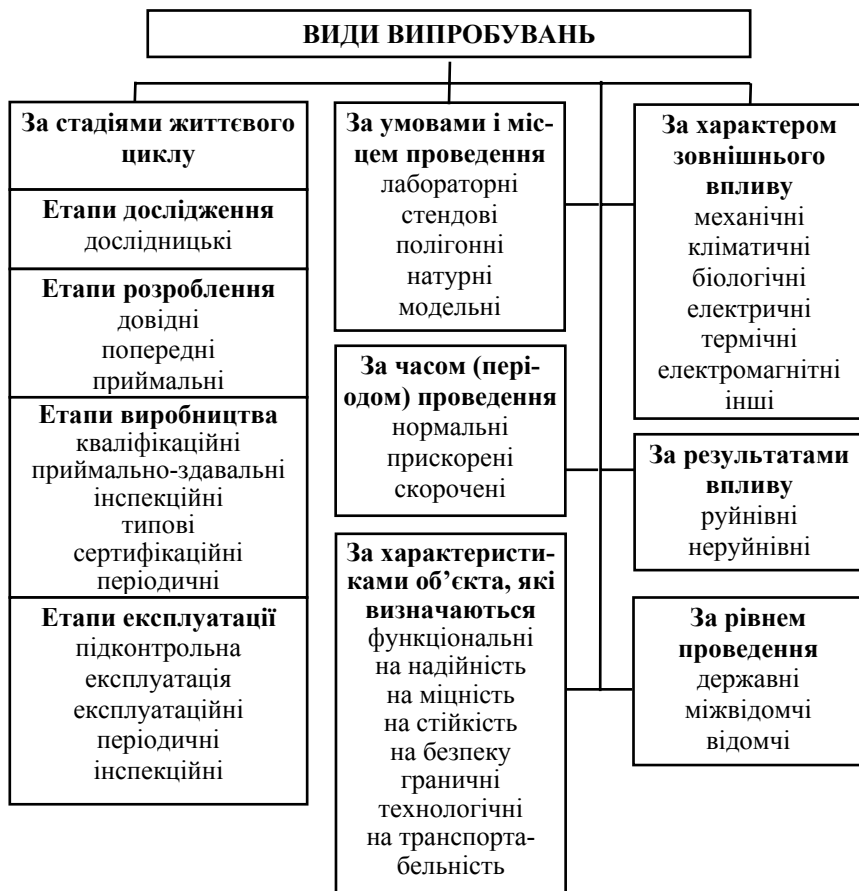 ВИДИ ВИПРОБУВАНЬ
За стадіями життєвого
циклу
Етапи дослідження
дослідницькі
Етапи розроблення
довідні
попередні
приймальні
Етапи виробництва
кваліфікаційні
приймально-здавальні
інспекційні
типові
сертифікаційні
періодичні
Етапи експлуатації
підконтрольна
експлуатація
експлуатаційні
періодичні
інспекційні
За умовами і міс-
цем проведення
лабораторні
стендові
полігонні
натурні
модельні
За часом (пері-
одом) проведення
нормальні
прискорені
скорочені
За характеристи-
ками об’єкта, які
визначаються
функціональні
на надійність
на міцність
на стійкість
на безпеку
граничні
технологічні
на транспорта-
бельність
За характером
зовнішнього
впливу
механічні
кліматичні
біологічні
електричні
термічні
електромагнітні
інші
За результатами
впливу
руйнівні
неруйнівні
За рівнем
проведення
державні
міжвідомчі
відомчі